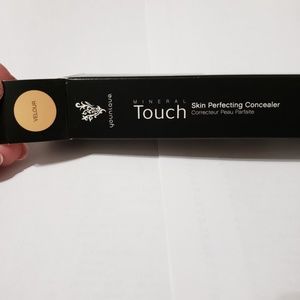 VELOUR
younique
MINERAL
Touch
Skin Perfecting Concealer
Correcteur Peau Parfaite